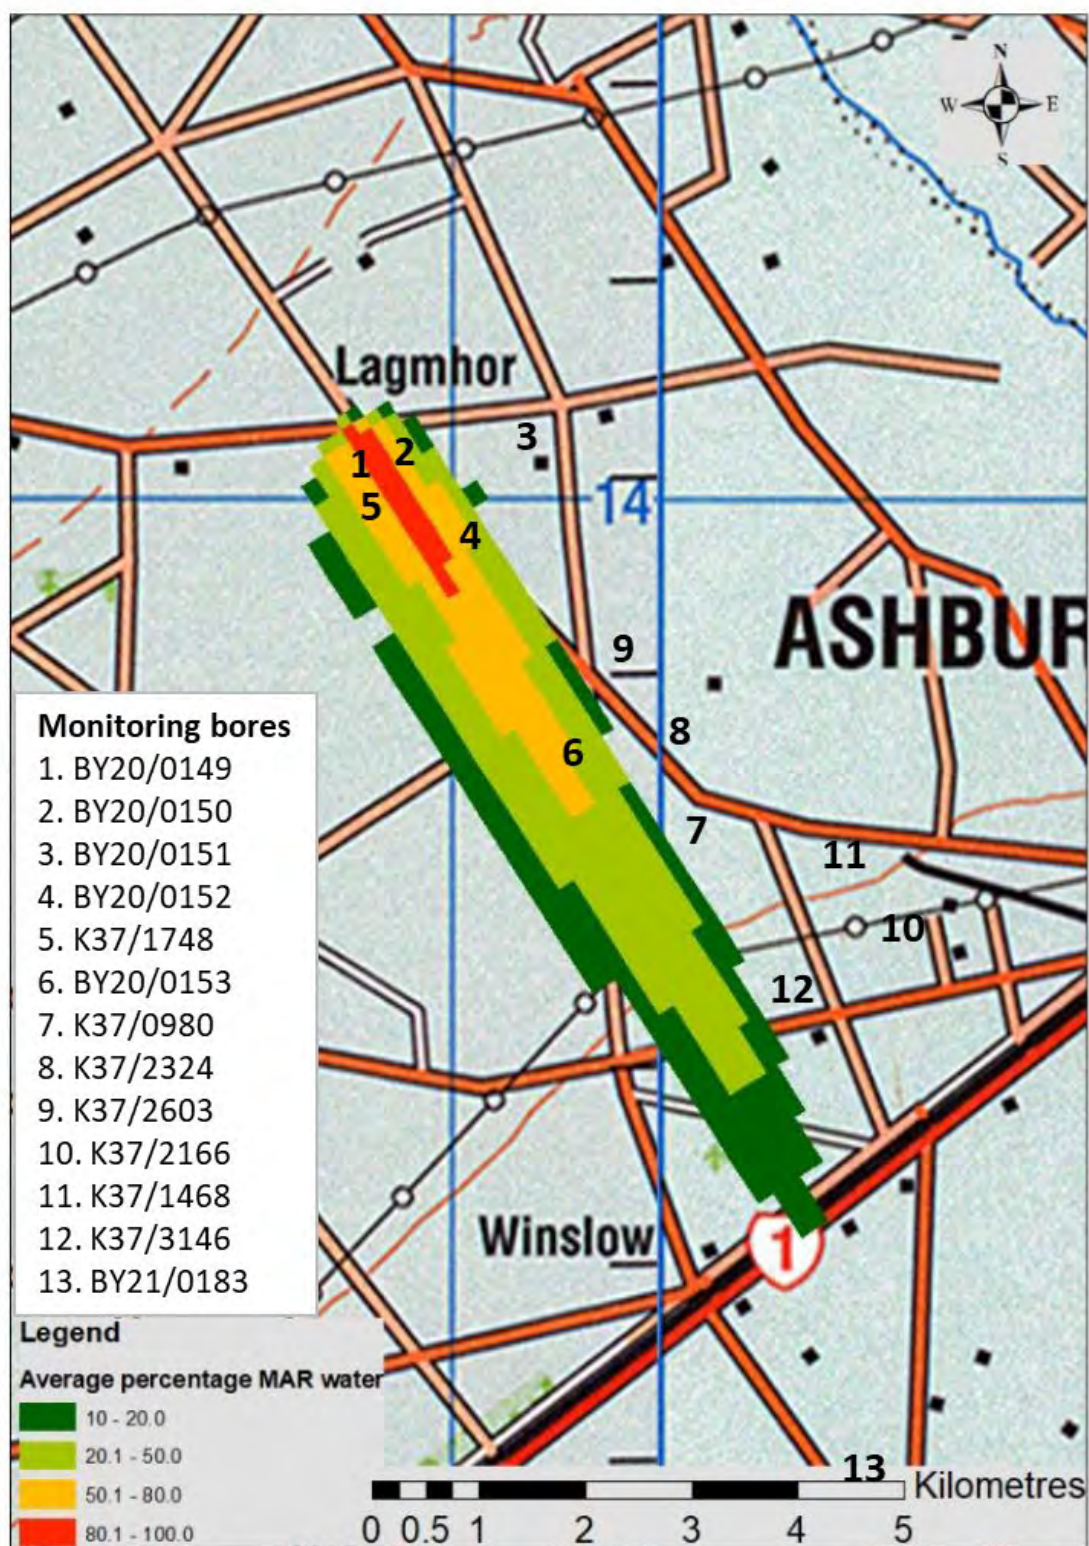 N
W E
S
Lagmhor
3
2
1
14
5
4
ASHBUR
9
8
6
7
11
10
12
Monitoring bores
1. BY20/0149
2. BY20/0150
3. BY20/0151
4. BY20/0152
5. K37/1748
6. BY20/0153
7. K37/0980
8. K37/2324
9. K37/2603
10. K37/2166
11. K37/1468
12. K37/3146
13. BY21/0183
Winslow
1
Legend
Average percentage MAR water
10 - 20.0
20.1 - 50.0
50.1 - 80.0
80.1 - 100.0
13
Kilometres
0 0.5 1 2 3 4 5